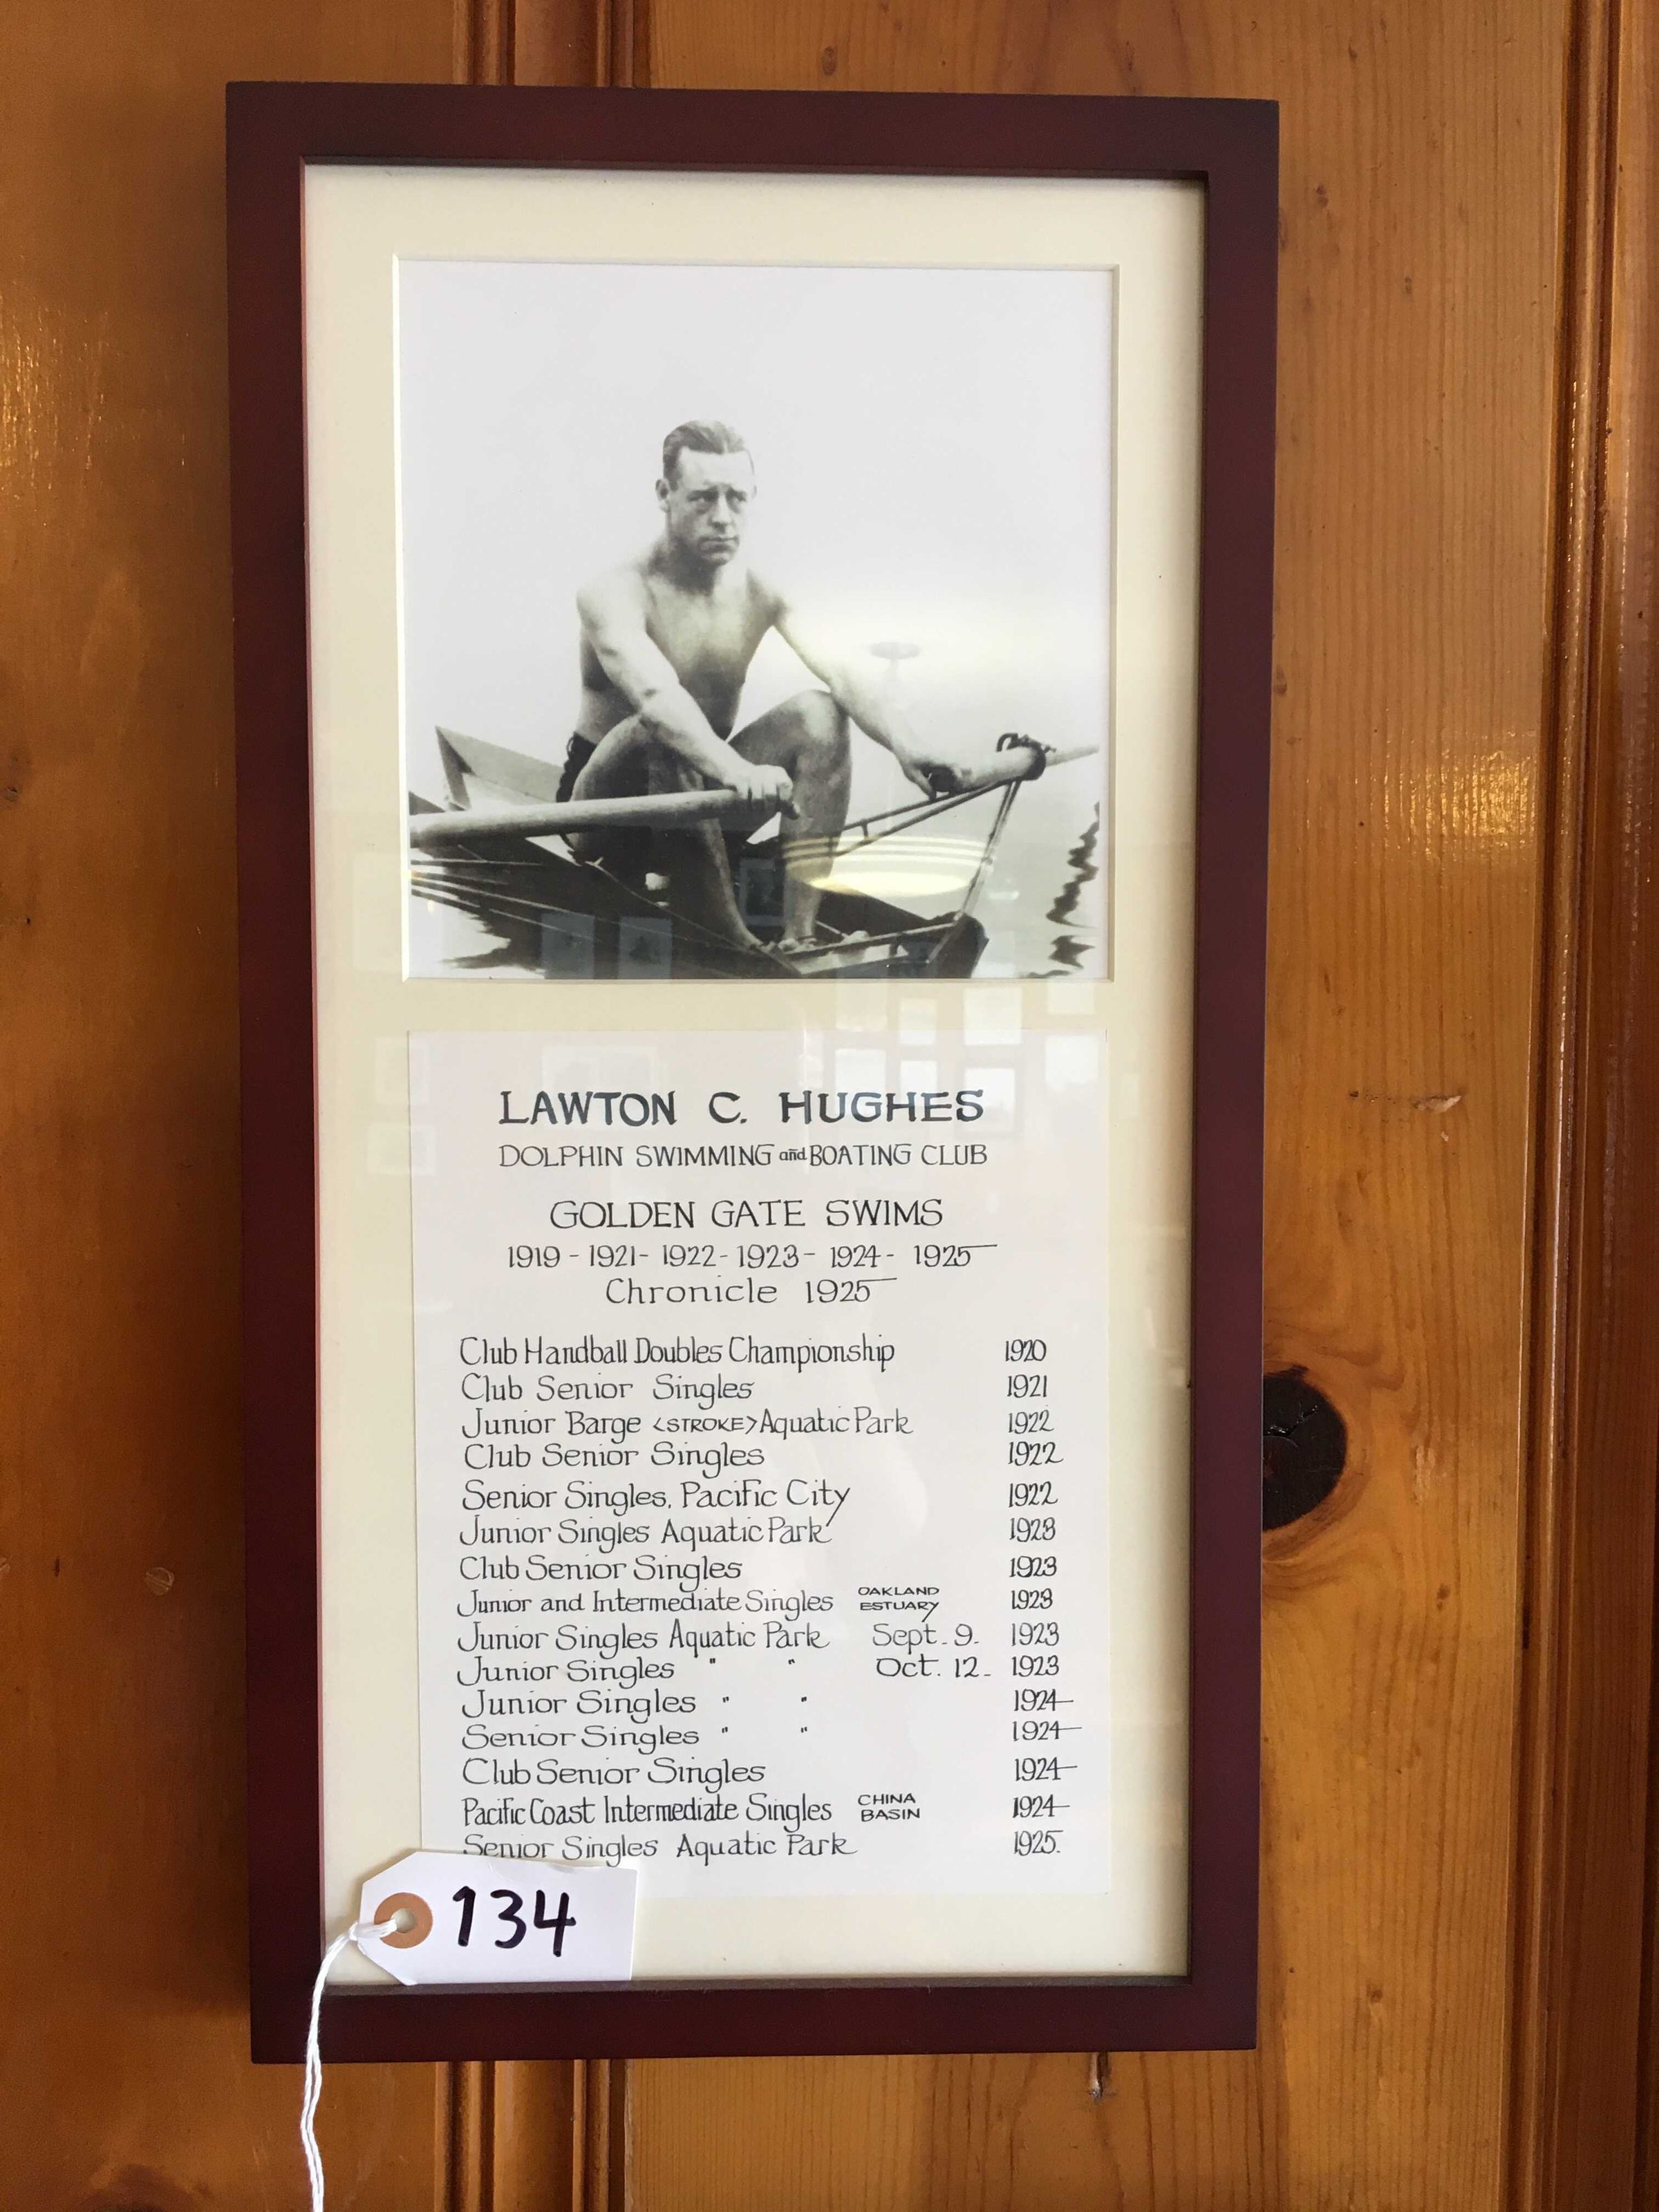 LAWTON C. HUGHES
DOLPHIN SWIMMING and BOATING CLUB
GOLDEN GATE SWIMS
1919 - 1921 - 1922 - 1923 - 1924 - 1925
Chronicle 1925
Club Handball Doubles Championship 1920
Club Senior Singles 1921
Junior Barge <STROKE> Aquatic Park 1922
Club Senior Singles 1922
Senior Singles, Pacific City 1922
Junior Singles Aquatic Park 1923
Club Senior Singles 1923
Junior and Intermediate Singles OAKLAND ESTUARY 1923
Junior Singles Aquatic Park Sept. 9. 1923
Junior Singles " " Oct. 12. 1923
Junior Singles " " 1924
Senior Singles " " 1924
Club Senior Singles 1924
Pacific Coast Intermediate Singles CHINA BASIN 1924
Senior Singles Aquatic Park 1925.
134